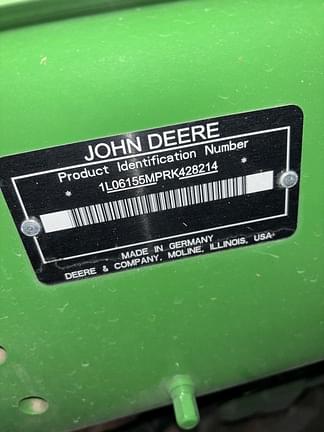 JOHN DEERE
Product Identification Number
* 1L06155MPRK428214 *
MADE IN GERMANY
DEERE & COMPANY, MOLINE, ILLINOIS, USA